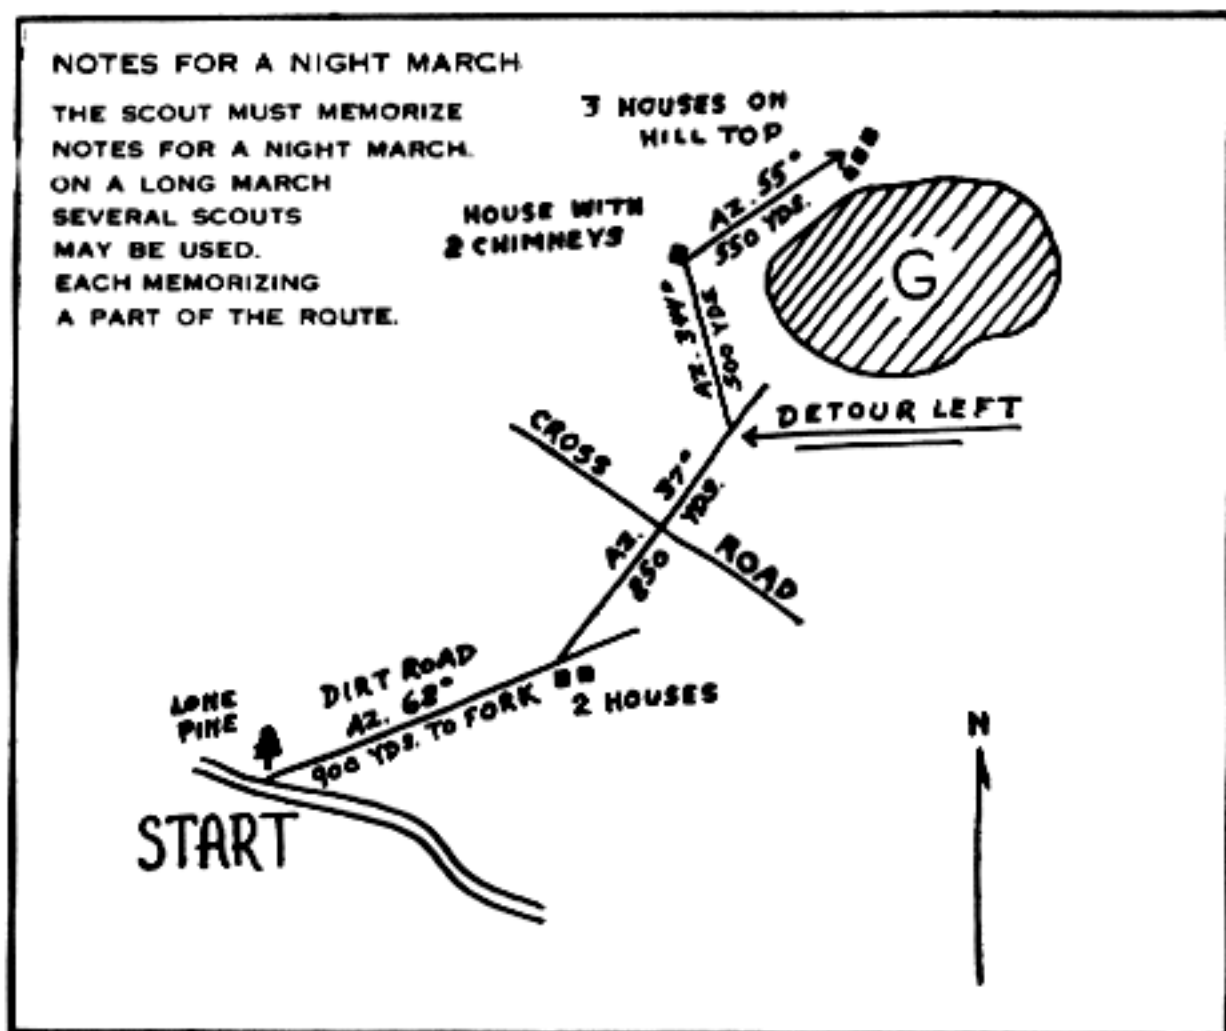 NOTES FOR A NIGHT MARCH
THE SCOUT MUST MEMORIZE
NOTES FOR A NIGHT MARCH.
ON A LONG MARCH
SEVERAL SCOUTS
MAY BE USED.
EACH MEMORIZING
A PART OF THE ROUTE.
3 HOUSES ON
HILL TOP
AZ. 55°
550 YDS.
HOUSE WITH
2 CHIMNEYS
G
AZ. 344°
500 YDS
DETOUR LEFT
CROSS
ROAD
AZ. 37°
850 YDS.
DIRT ROAD
AZ. 68°
900 YDS. TO FORK
2 HOUSES
LONE
PINE
START
N